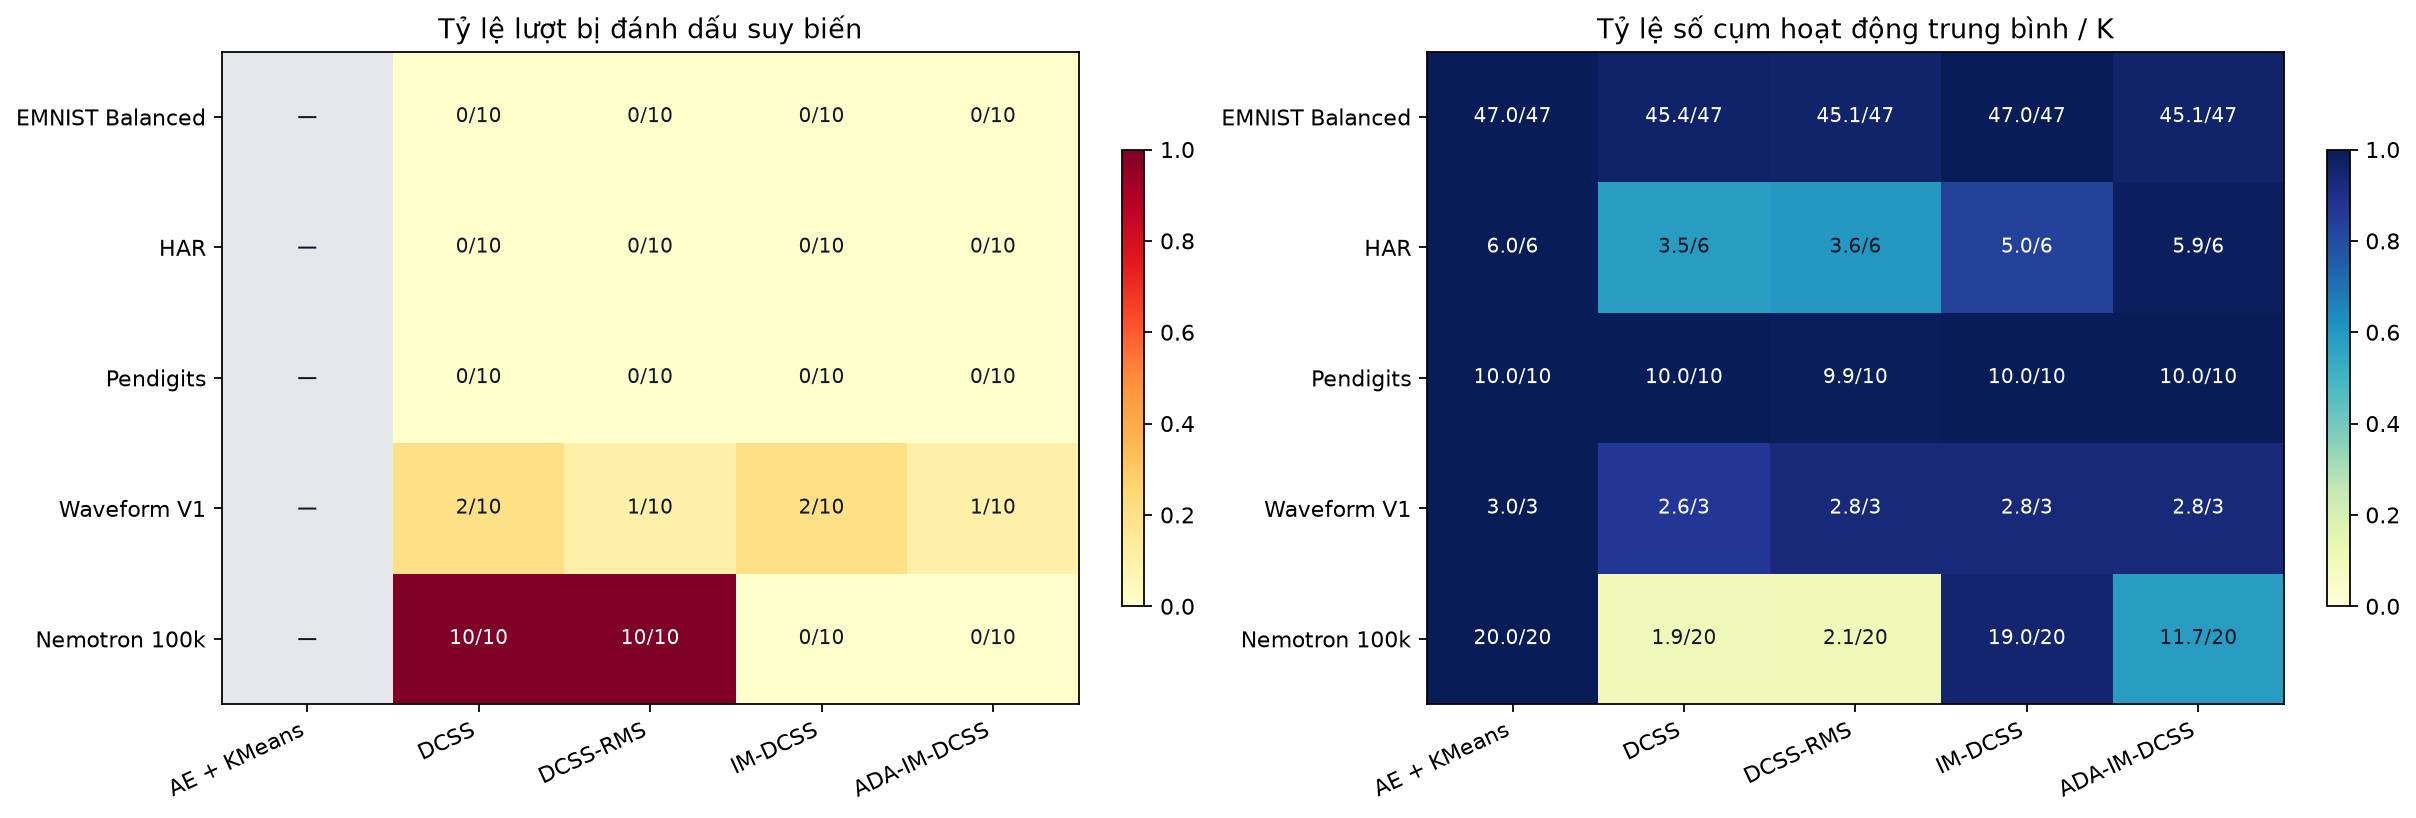 Tỷ lệ lượt bị đánh dấu suy biến
EMNIST Balanced — 0/10 0/10 0/10 0/10
HAR — 0/10 0/10 0/10 0/10
Pendigits — 0/10 0/10 0/10 0/10
Waveform V1 — 2/10 1/10 2/10 1/10
Nemotron 100k — 10/10 10/10 0/10 0/10
AE + KMeans DCSS DCSS-RMS IM-DCSS ADA-IM-DCSS
1.0
0.8
0.6
0.4
0.2
0.0
Tỷ lệ số cụm hoạt động trung bình / K
EMNIST Balanced 47.0/47 45.4/47 45.1/47 47.0/47 45.1/47
HAR 6.0/6 3.5/6 3.6/6 5.0/6 5.9/6
Pendigits 10.0/10 10.0/10 9.9/10 10.0/10 10.0/10
Waveform V1 3.0/3 2.6/3 2.8/3 2.8/3 2.8/3
Nemotron 100k 20.0/20 1.9/20 2.1/20 19.0/20 11.7/20
AE + KMeans DCSS DCSS-RMS IM-DCSS ADA-IM-DCSS
1.0
0.8
0.6
0.4
0.2
0.0